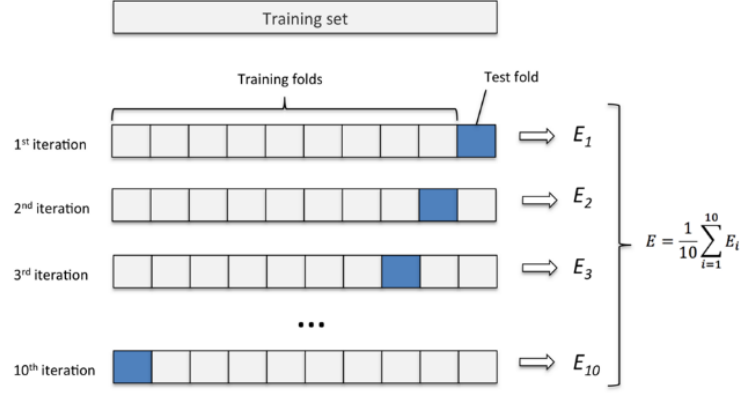 Training set
Training folds
Test fold
1st iteration
E1
2nd iteration
E2
3rd iteration
E3
...
10th iteration
E10
E = 1/10 10∑i=1 Ei